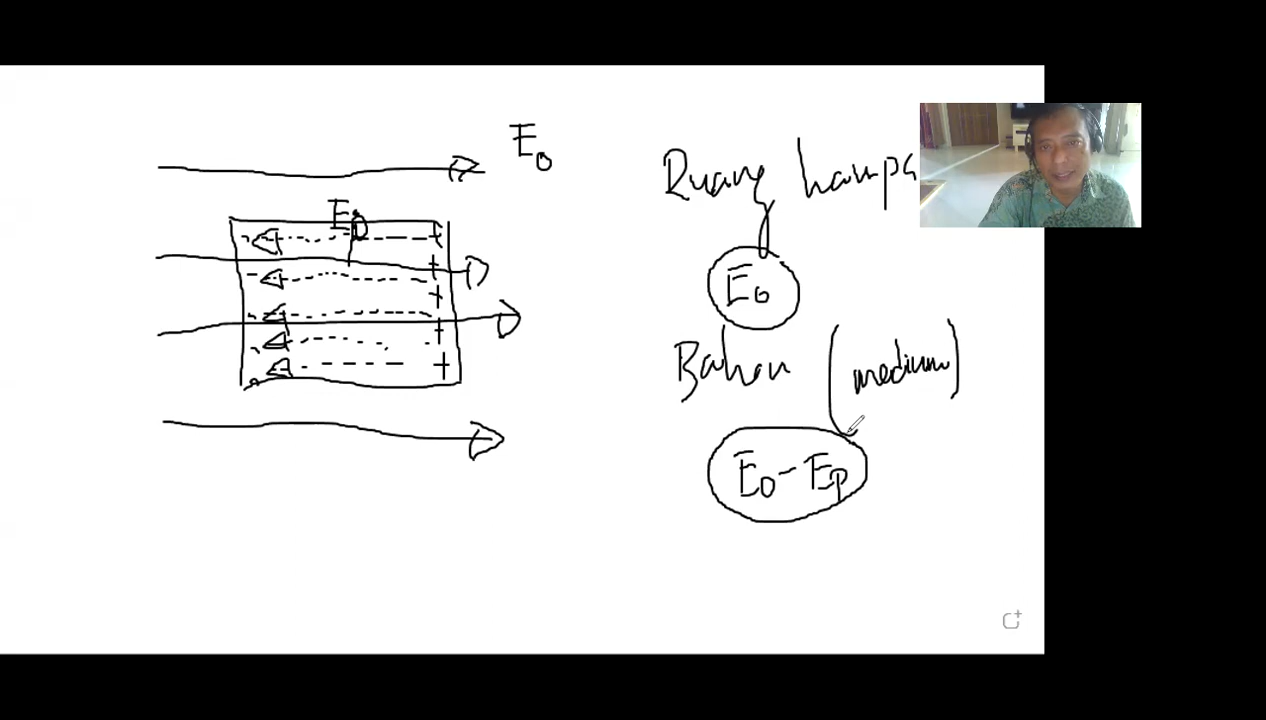 E₀
Ep
+
+
+
+
+
Ruang hampa
E₀
Bahan (medium)
E₀ - Ep